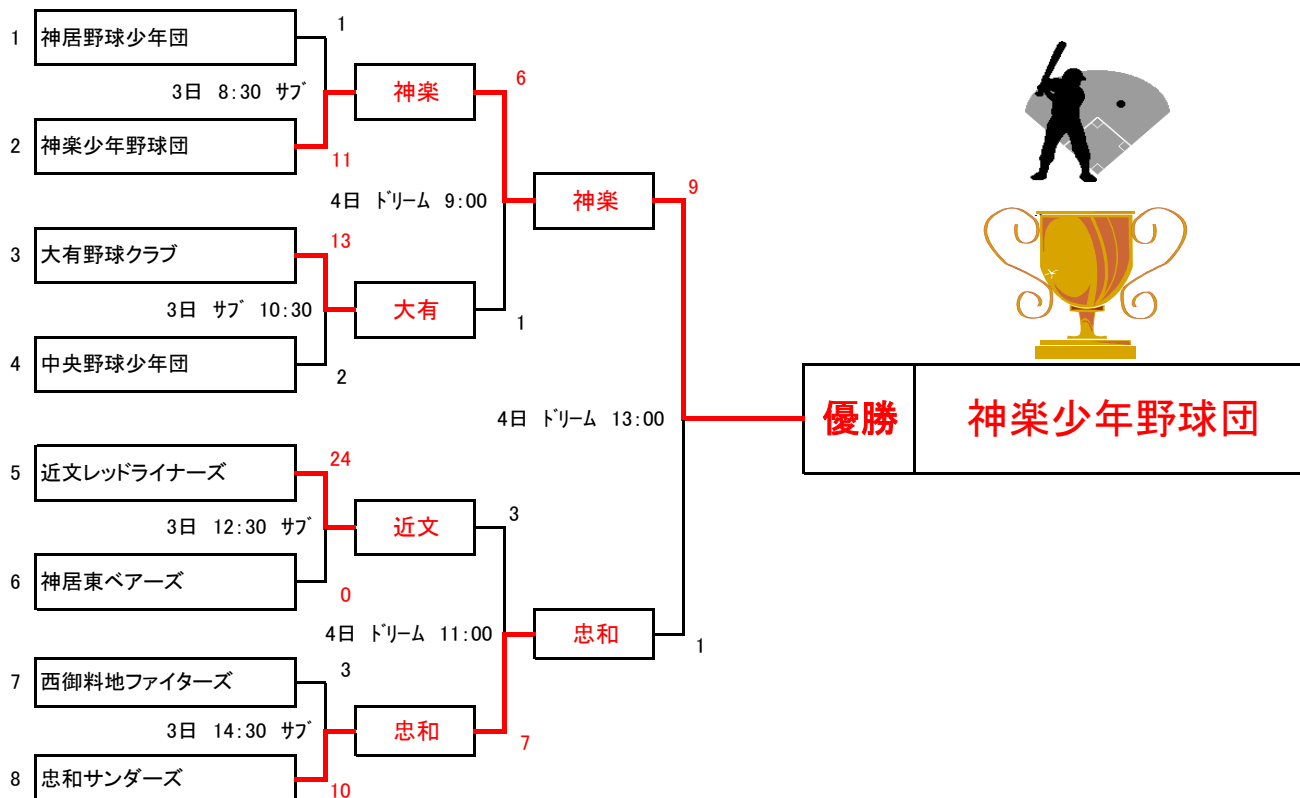 1
1 神居野球少年団
3日 8:30 ｻﾌﾞ
神楽
6
2 神楽少年野球団
11
4日 ﾄﾞﾘｰﾑ 9:00
神楽
9
3 大有野球クラブ
13
3日 ｻﾌﾞ 10:30
大有
1
4 中央野球少年団
2
4日 ﾄﾞﾘｰﾑ 13:00
優勝 神楽少年野球団
5 近文レッドライナーズ
24
3日 12:30 ｻﾌﾞ
近文
3
6 神居東ベアーズ
0
4日 ﾄﾞﾘｰﾑ 11:00
忠和
1
7 西御料地ファイターズ
3
3日 14:30 ｻﾌﾞ
忠和
7
8 忠和サンダーズ
10